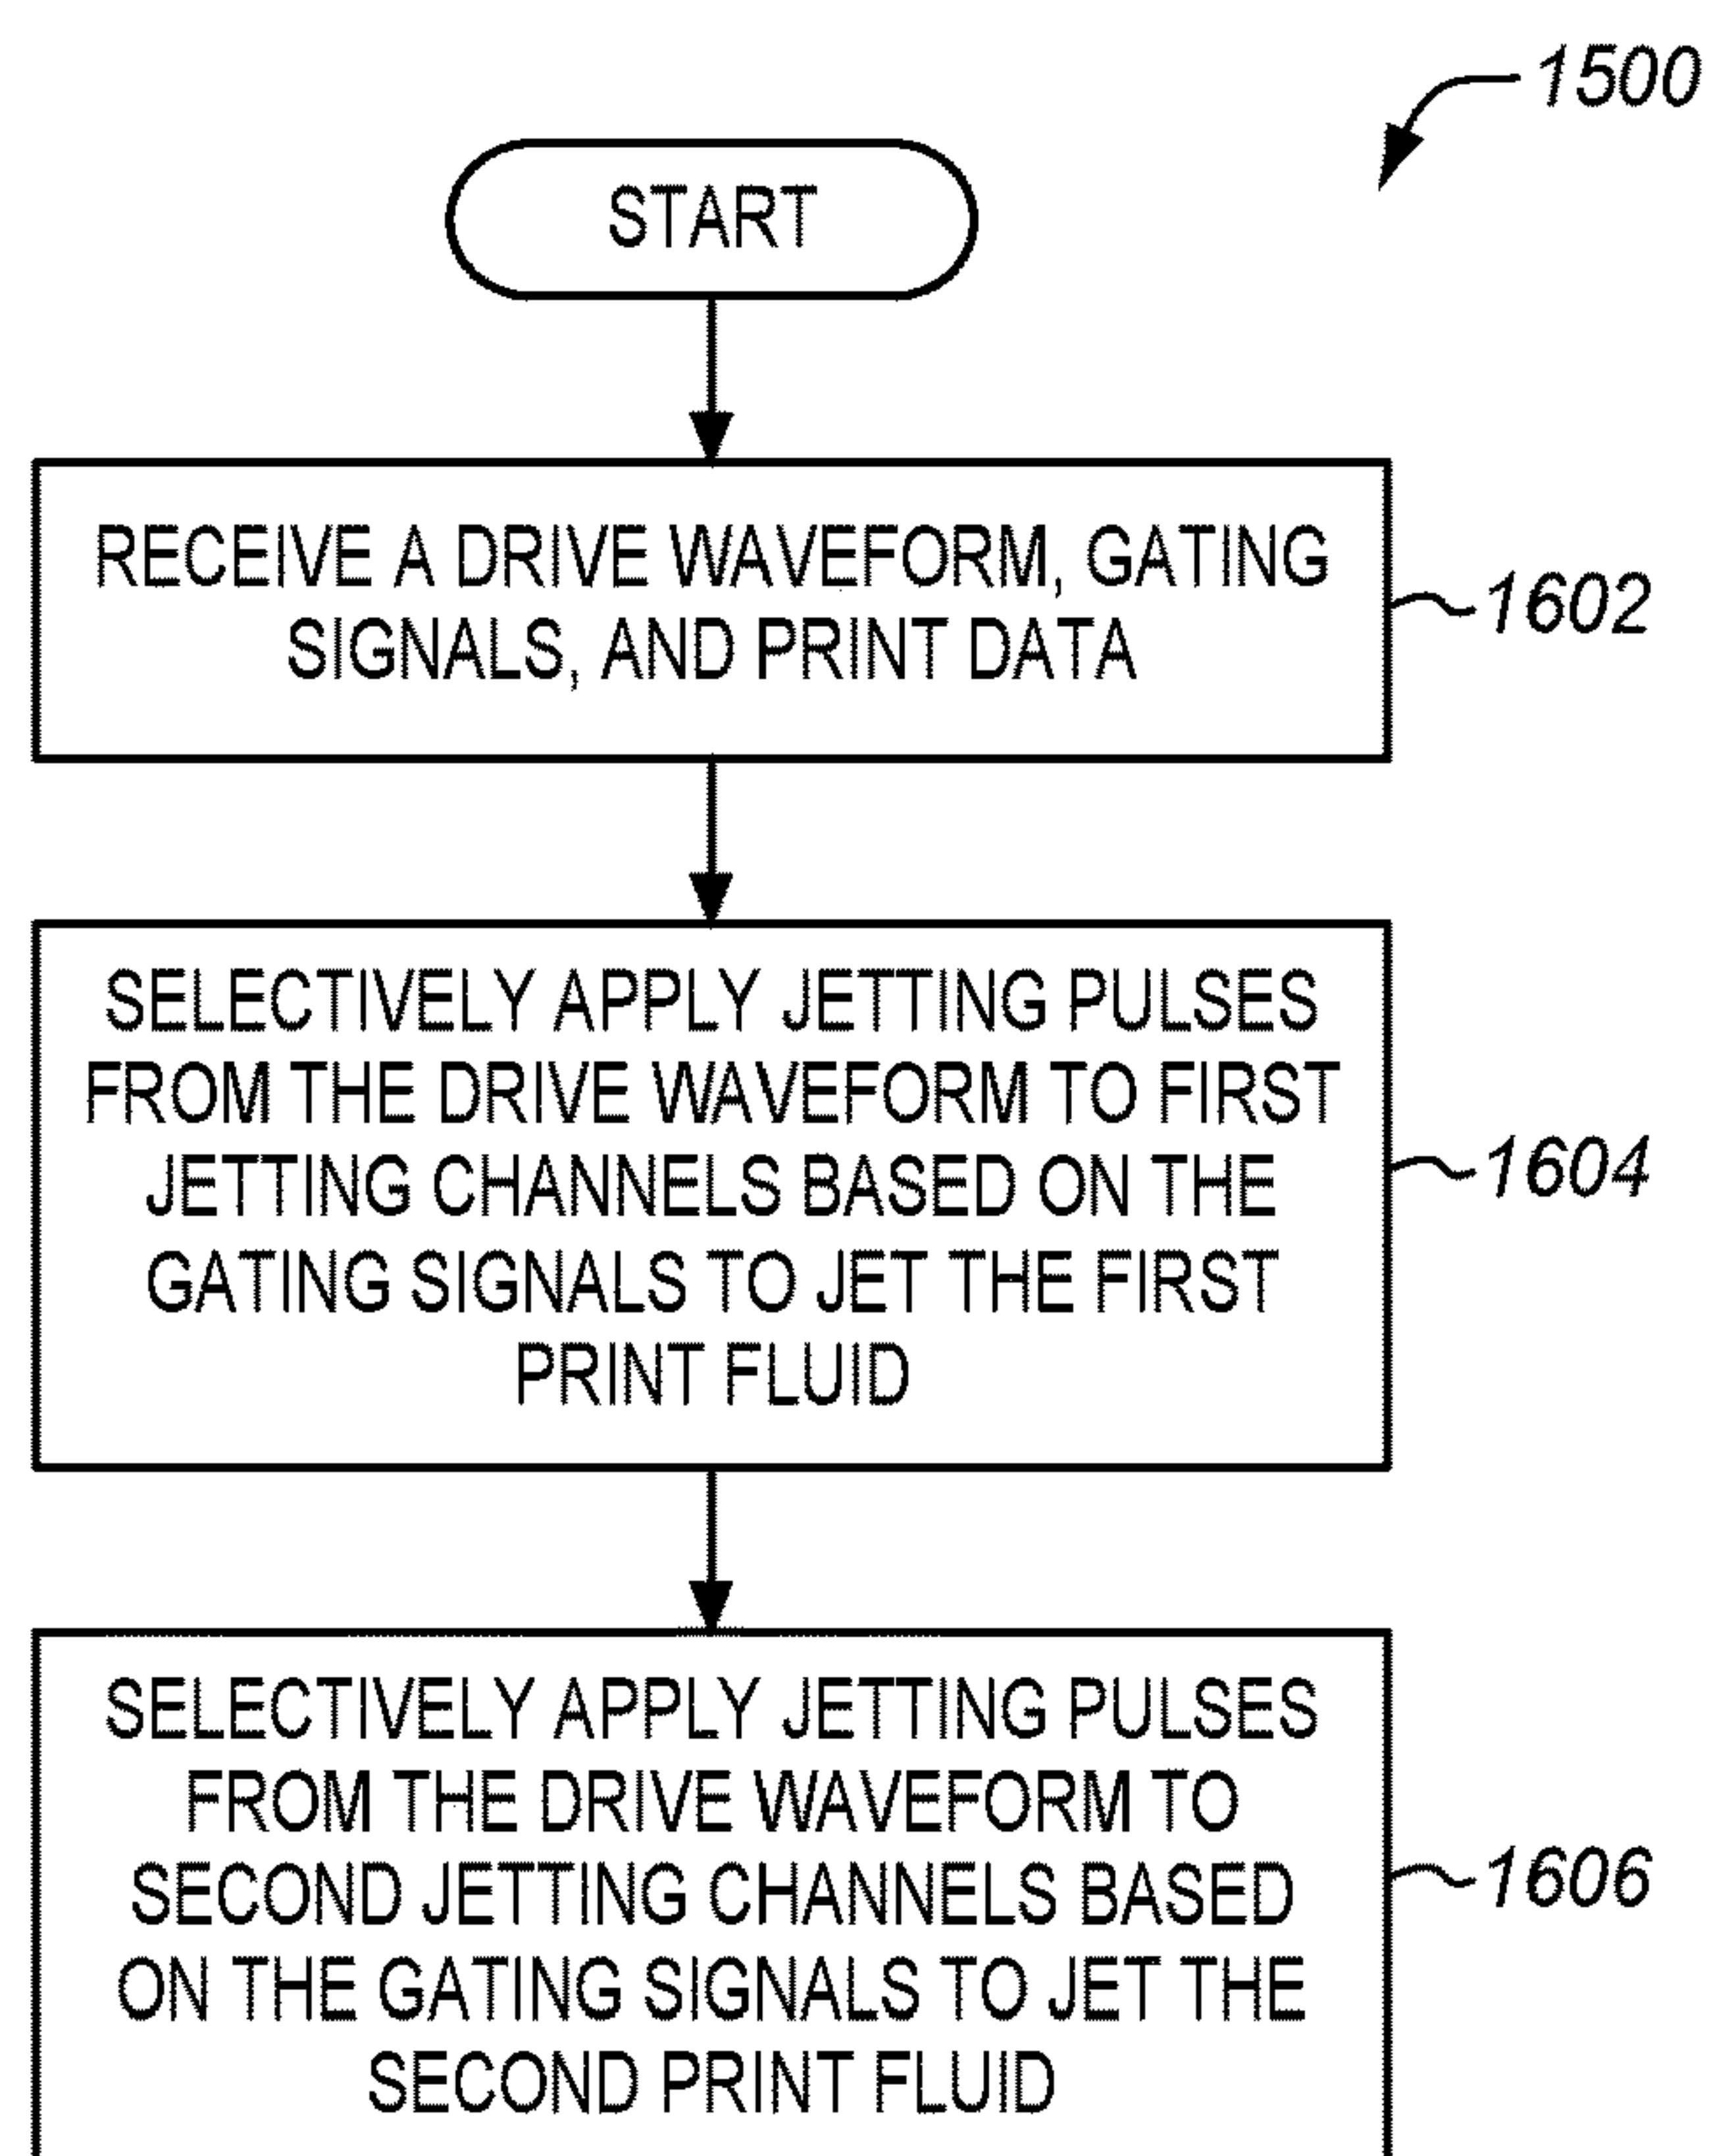 1500
START
RECEIVE A DRIVE WAVEFORM, GATING
SIGNALS, AND PRINT DATA
1602
SELECTIVELY APPLY JETTING PULSES
FROM THE DRIVE WAVEFORM TO FIRST
JETTING CHANNELS BASED ON THE
GATING SIGNALS TO JET THE FIRST
PRINT FLUID
1604
SELECTIVELY APPLY JETTING PULSES
FROM THE DRIVE WAVEFORM TO
SECOND JETTING CHANNELS BASED
ON THE GATING SIGNALS TO JET THE
SECOND PRINT FLUID
1606